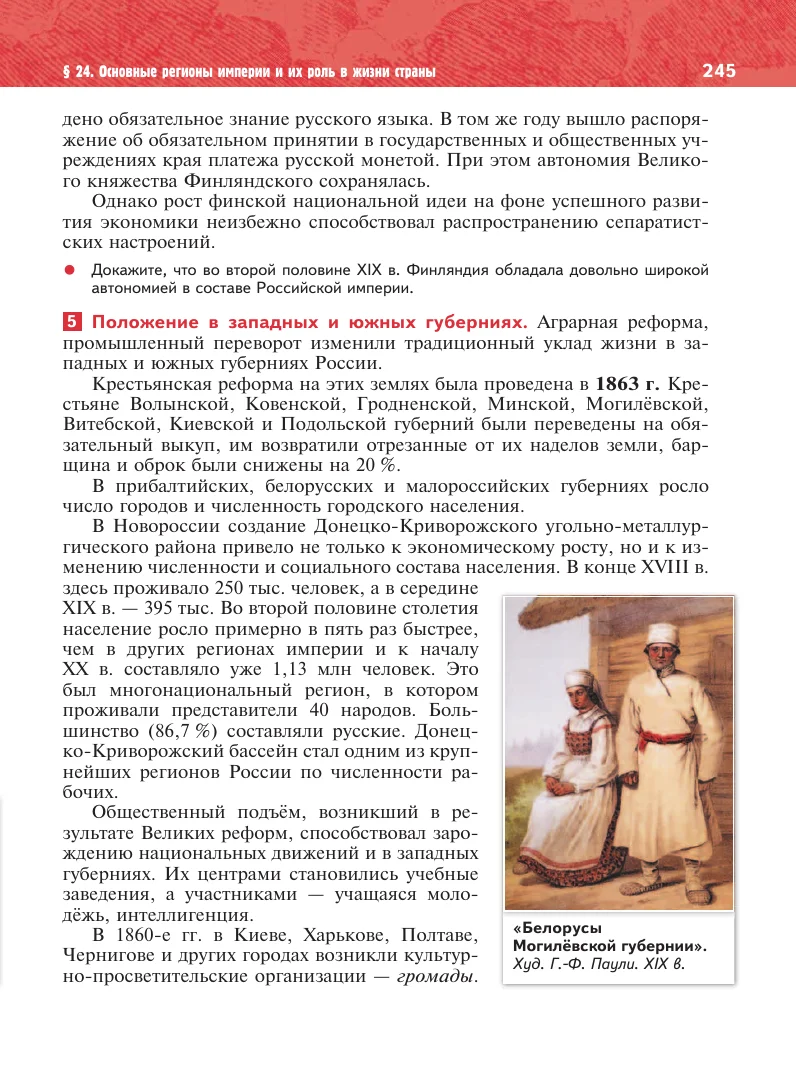 § 24. Основные регионы империи и их роль в жизни страны 245
дено обязательное знание русского языка. В том же году вышло распоря-
жение об обязательном принятии в государственных и общественных уч-
реждениях края платежа русской монетой. При этом автономия Велико-
го княжества Финляндского сохранялась.
Однако рост финской национальной идеи на фоне успешного разви-
тия экономики неизбежно способствовал распространению сепаратист-
ских настроений.
● Докажите, что во второй половине XIX в. Финляндия обладала довольно широкой
автономией в составе Российской империи.
5 Положение в западных и южных губерниях. Аграрная реформа,
промышленный переворот изменили традиционный уклад жизни в за-
падных и южных губерниях России.
Крестьянская реформа на этих землях была проведена в 1863 г. Кре-
стьяне Волынской, Ковенской, Гродненской, Минской, Могилёвской,
Витебской, Киевской и Подольской губерний были переведены на обя-
зательный выкуп, им возвратили отрезанные от их наделов земли, бар-
щина и оброк были снижены на 20 %.
В прибалтийских, белорусских и малороссийских губерниях росло
число городов и численность городского населения.
В Новороссии создание Донецко-Криворожского угольно-металлур-
гического района привело не только к экономическому росту, но и к из-
менению численности и социального состава населения. В конце XVIII в.
здесь проживало 250 тыс. человек, а в середине
XIX в. — 395 тыс. Во второй половине столетия
население росло примерно в пять раз быстрее,
чем в других регионах империи и к началу
XX в. составляло уже 1,13 млн человек. Это
был многонациональный регион, в котором
проживали представители 40 народов. Боль-
шинство (86,7 %) составляли русские. Донец-
ко-Криворожский бассейн стал одним из круп-
нейших регионов России по численности ра-
бочих.
Общественный подъём, возникший в ре-
зультате Великих реформ, способствовал заро-
ждению национальных движений и в западных
губерниях. Их центрами становились учебные
заведения, а участниками — учащаяся моло-
дёжь, интеллигенция.
В 1860-е гг. в Киеве, Харькове, Полтаве,
Чернигове и других городах возникли культур-
но-просветительские организации — громады.
«Белорусы
Могилёвской губернии».
Худ. Г.-Ф. Паули. XIX в.